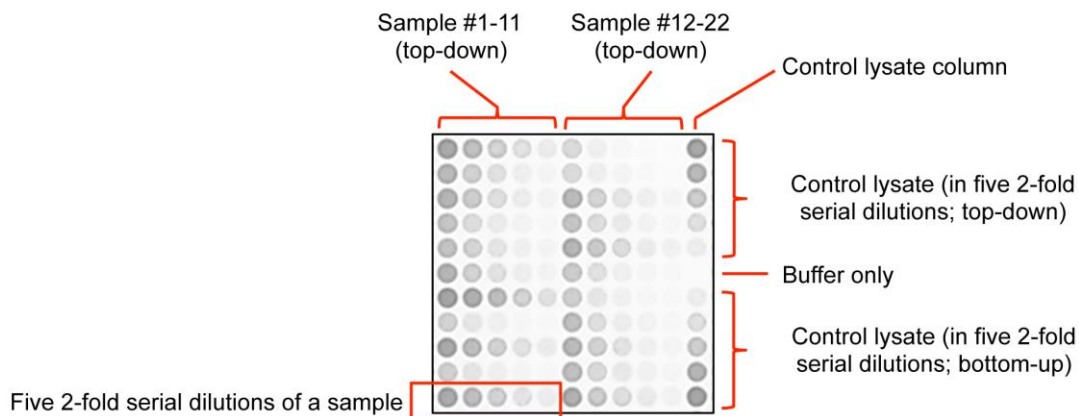 Sample #1-11
(top-down)
Sample #12-22
(top-down)
Control lysate column
Control lysate (in five 2-fold
serial dilutions; top-down)
Buffer only
Control lysate (in five 2-fold
serial dilutions; bottom-up)
Five 2-fold serial dilutions of a sample